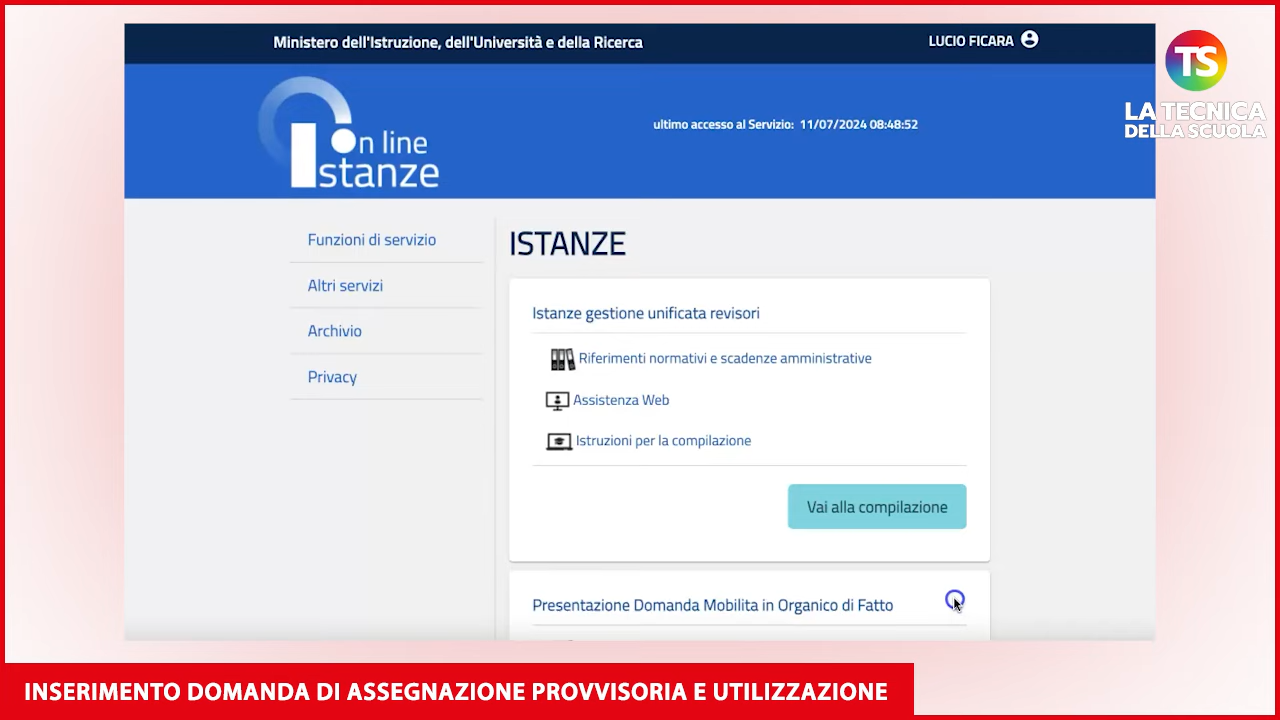 Ministero dell'Istruzione, dell'Università e della Ricerca
LUCIO FICARA
TS
LA TECNICA
DELLA SCUOLA
On line
Istanze
ultimo accesso al Servizio: 11/07/2024 08:48:52
Funzioni di servizio
Altri servizi
Archivio
Privacy
ISTANZE
Istanze gestione unificata revisori
Riferimenti normativi e scadenze amministrative
Assistenza Web
Istruzioni per la compilazione
Vai alla compilazione
Presentazione Domanda Mobilita in Organico di Fatto
INSERIMENTO DOMANDA DI ASSEGNAZIONE PROVVISORIA E UTILIZZAZIONE